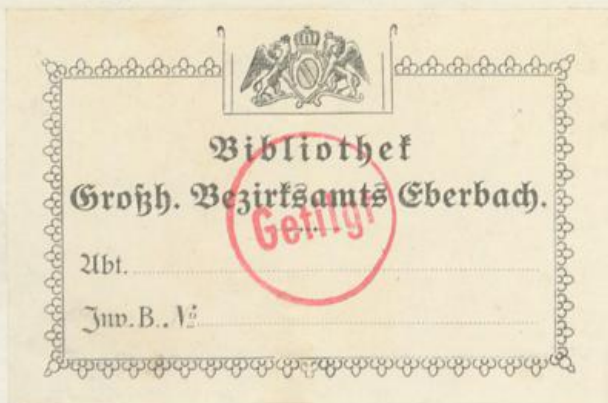 Bibliothek
Großh. Bezirksamts Eberbach.
Getilgt
Abt.
Inv. B. №